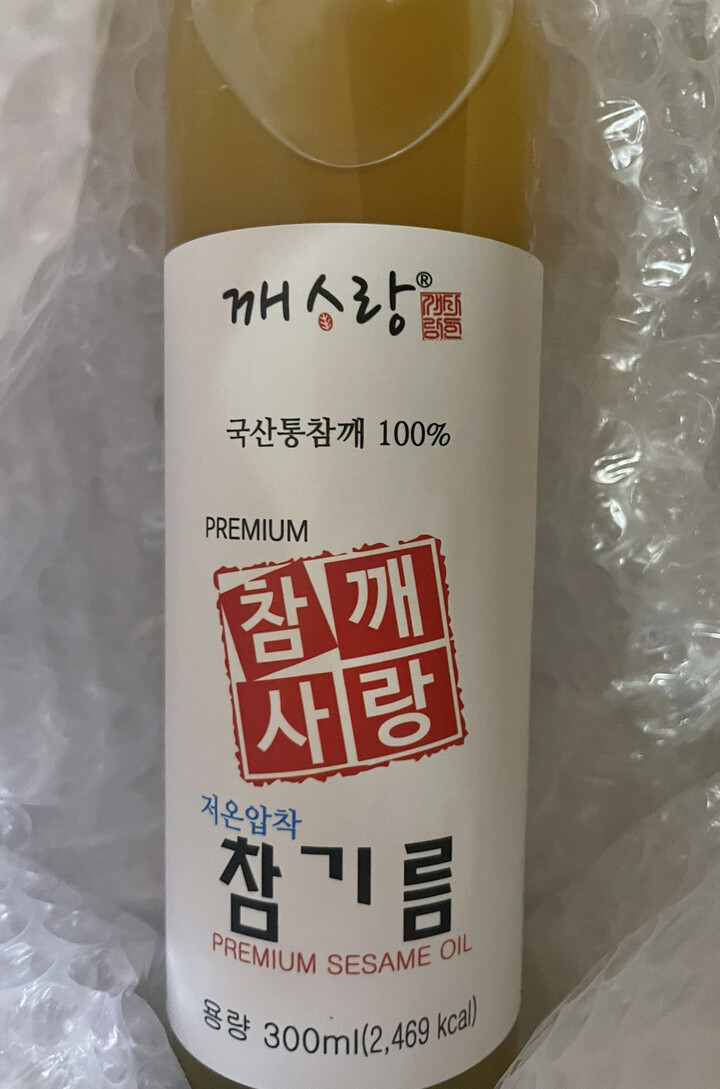 깨사랑®
국산통참깨 100%
PREMIUM
참깨
사랑
저온압착
참기름
PREMIUM SESAME OIL
용량 300ml(2,469 kcal)